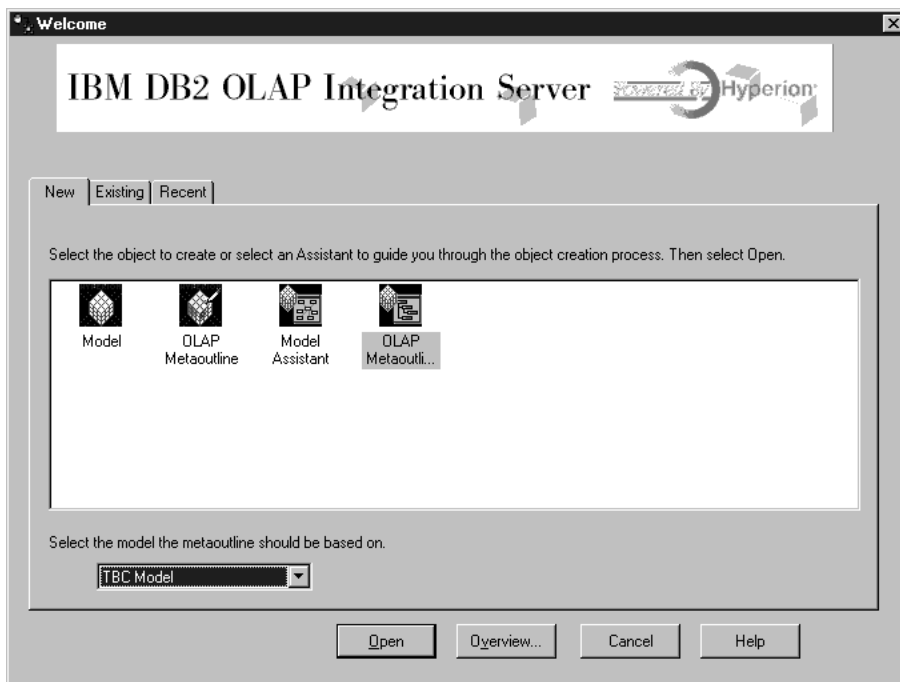 Welcome
IBM DB2 OLAP Integration Server POWERED BY Hyperion
New Existing Recent
Select the object to create or select an Assistant to guide you through the object creation process. Then select Open.
Model
OLAP Metaoutline
Model Assistant
OLAP Metaoutli...
Select the model the metaoutline should be based on.
TBC Model
Open Overview... Cancel Help